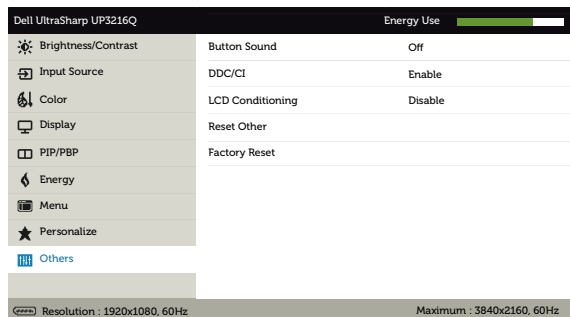 Dell UltraSharp UP3216Q Energy Use
Brightness/Contrast
Input Source
Color
Display
PIP/PBP
Energy
Menu
Personalize
Others
Button Sound Off
DDC/CI Enable
LCD Conditioning Disable
Reset Other
Factory Reset
Resolution : 1920x1080, 60Hz Maximum : 3840x2160, 60Hz